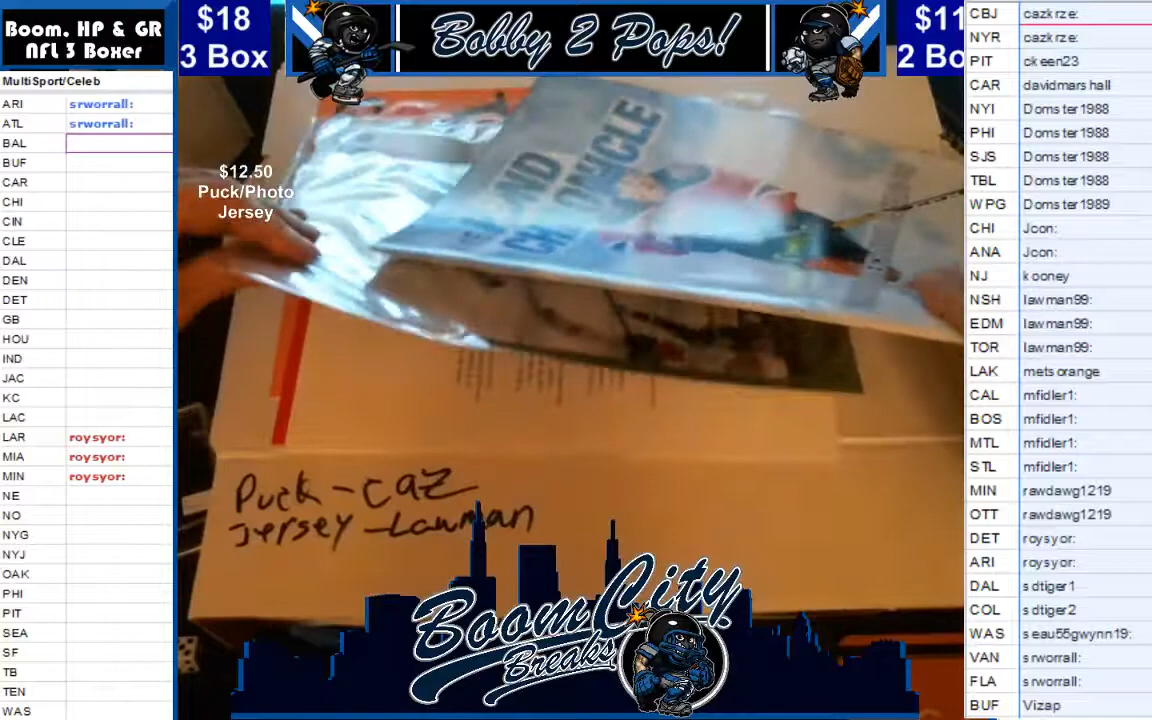 Boom, HP & GR
NFL 3 Boxer
MultiSport/Celeb
ARI srworrall:
ATL srworrall:
BAL
BUF
CAR
CHI
CIN
CLE
DAL
DEN
DET
GB
HOU
IND
JAC
KC
LAC
LAR roysyor:
MIA roysyor:
MIN roysyor:
NE
NO
NYG
NYJ
OAK
PHI
PIT
SEA
SF
TB
TEN
WAS
$18
3 Box
Bobby 2 Pops!
$11
2 Bo
$12.50
Puck/Photo
Jersey
Puck - Caz
Jersey - Lawman
Boom City
Breaks
CBJ cazkrze:
NYR cazkrze:
PIT ckeen23
CAR davidmarshall
NYI Domster1988
PHI Domster1988
SJS Domster1988
TBL Domster1988
WPG Domster1989
CHI Jcon:
ANA Jcon:
NJ kooney
NSH lawman99:
EDM lawman99:
TOR lawman99:
LAK metsorange
CAL mfidler1:
BOS mfidler1:
MTL mfidler1:
STL mfidler1:
MIN rawdawg1219
OTT rawdawg1219
DET roysyor:
ARI roysyor:
DAL sdtiger1
COL sdtiger2
WAS seau55gwynn19:
VAN srworrall:
FLA srworrall:
BUF Vizap